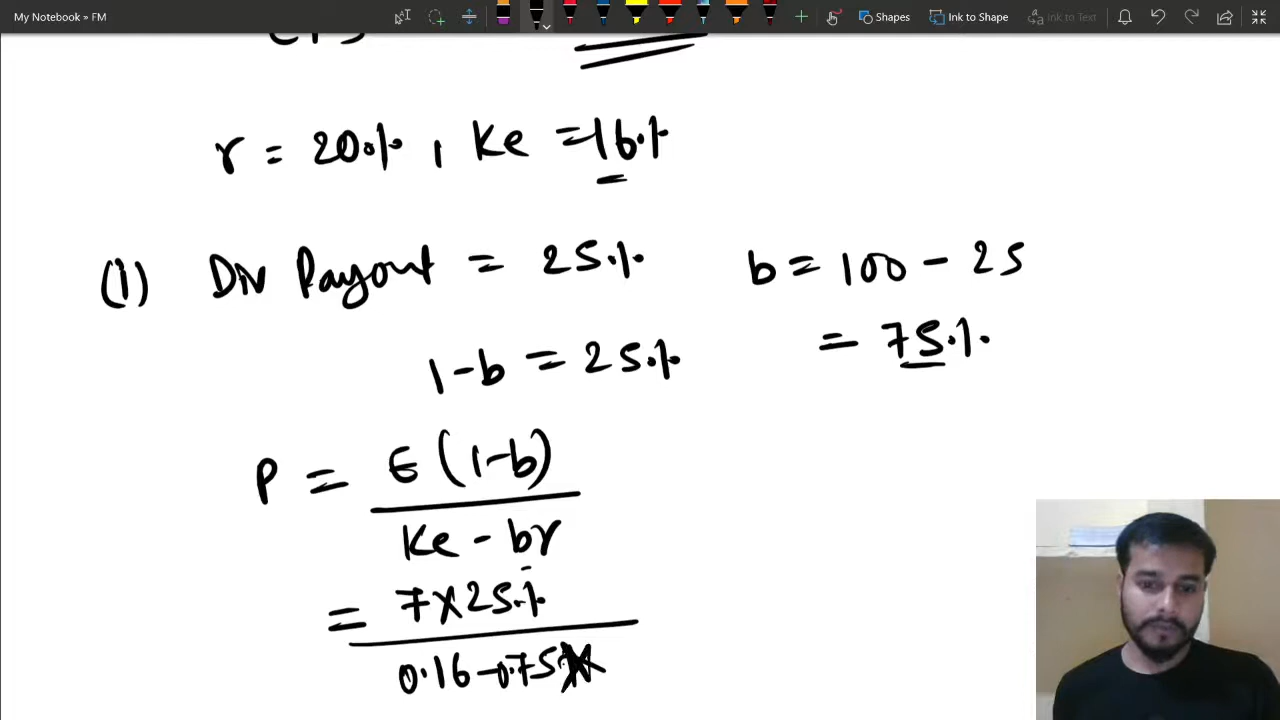 My Notebook » FM
Shapes
Ink to Shape
Ink to Text
r = 20%, Ke = 16%
(1) Div Payout = 25% b = 100 - 25
= 75%
1-b = 25%
P = E (1-b)
Ke - br
= 7 X 25%
0.16 - 0.75